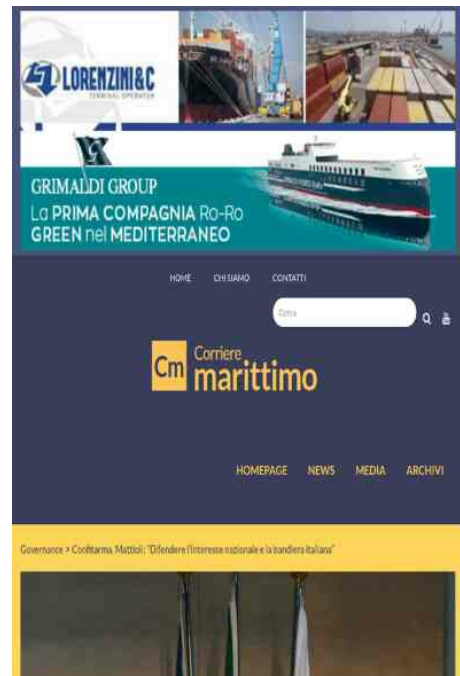 LORENZINI&C
TERMINAL OPERATOR
GRIMALDI GROUP
La PRIMA COMPAGNIA Ro-Ro
GREEN nel MEDITERRANEO
HOME CHI SIAMO CONTATTI
Cerca
Cm Corriere
marittimo
HOMEPAGE NEWS MEDIA ARCHIVI
Governance > Confitarma, Mattioli: "Difendere l'interesse nazionale e la bandiera italiana"